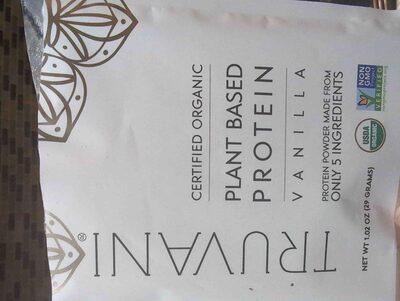 TRUVANI®
CERTIFIED ORGANIC
PLANT BASED
PROTEIN
VANILLA
PROTEIN POWDER MADE FROM
ONLY 5 INGREDIENTS
USDA
ORGANIC
NON
GMO
Project
VERIFIED
NET WT 1.02 OZ (29 GRAMS)